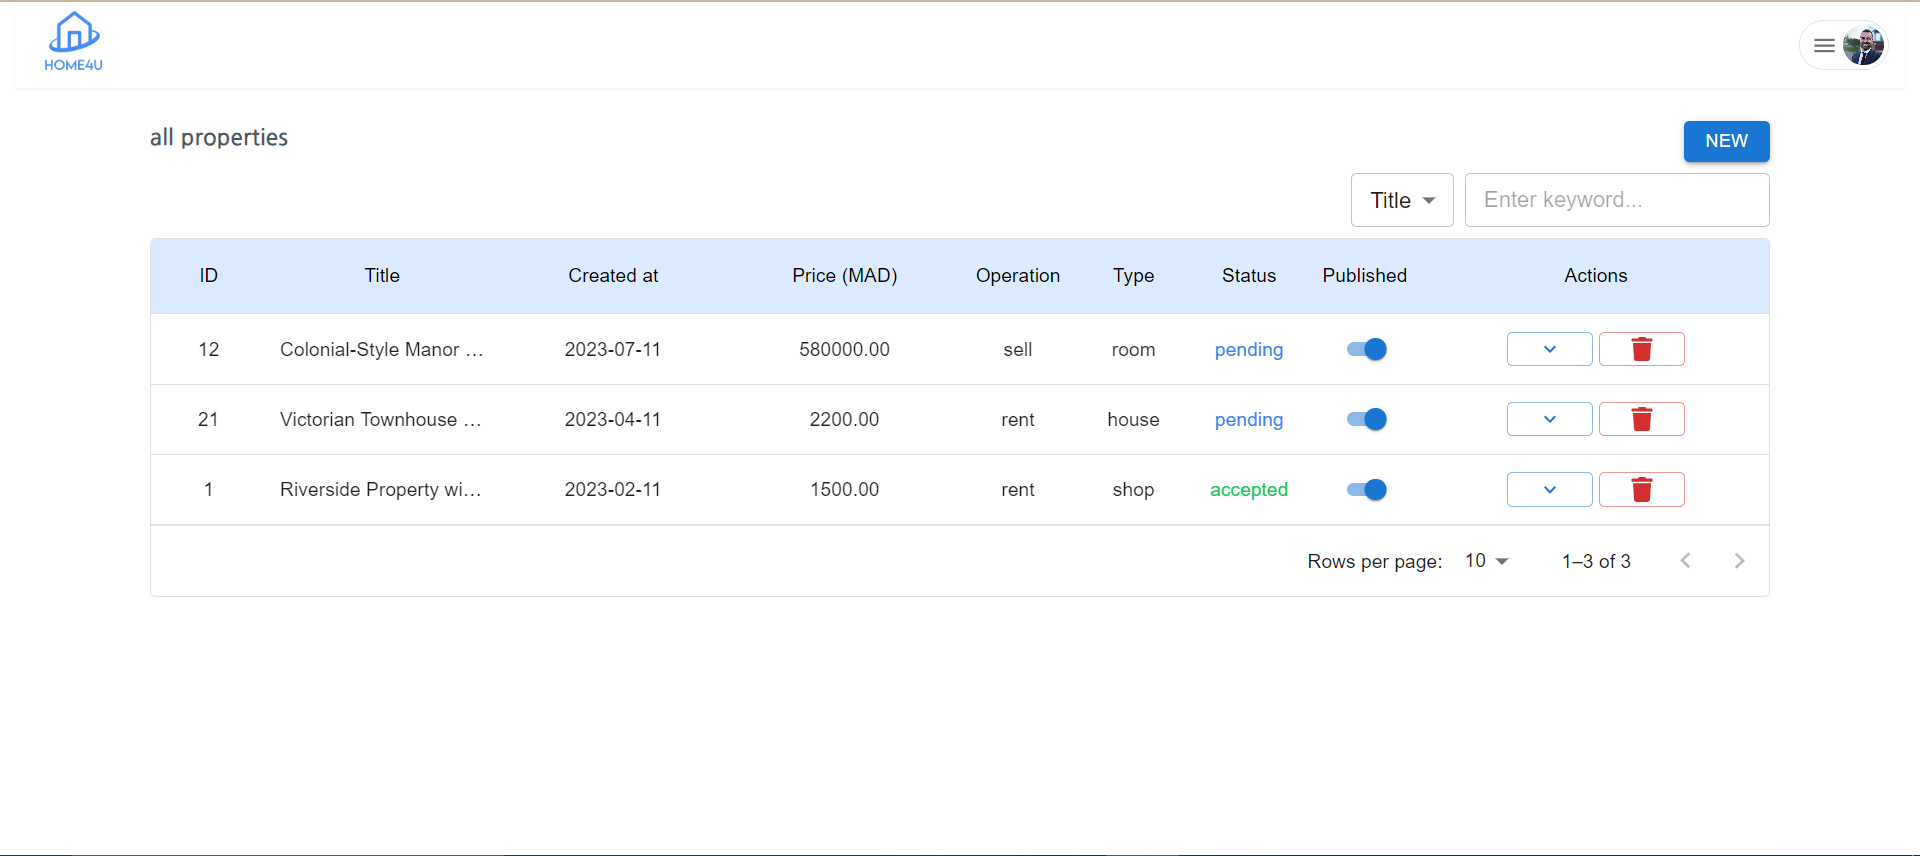 HOME4U
all properties
NEW
Title
Enter keyword...
ID Title Created at Price (MAD) Operation Type Status Published Actions
12 Colonial-Style Manor ... 2023-07-11 580000.00 sell room pending
21 Victorian Townhouse ... 2023-04-11 2200.00 rent house pending
1 Riverside Property wi... 2023-02-11 1500.00 rent shop accepted
Rows per page: 10 1–3 of 3